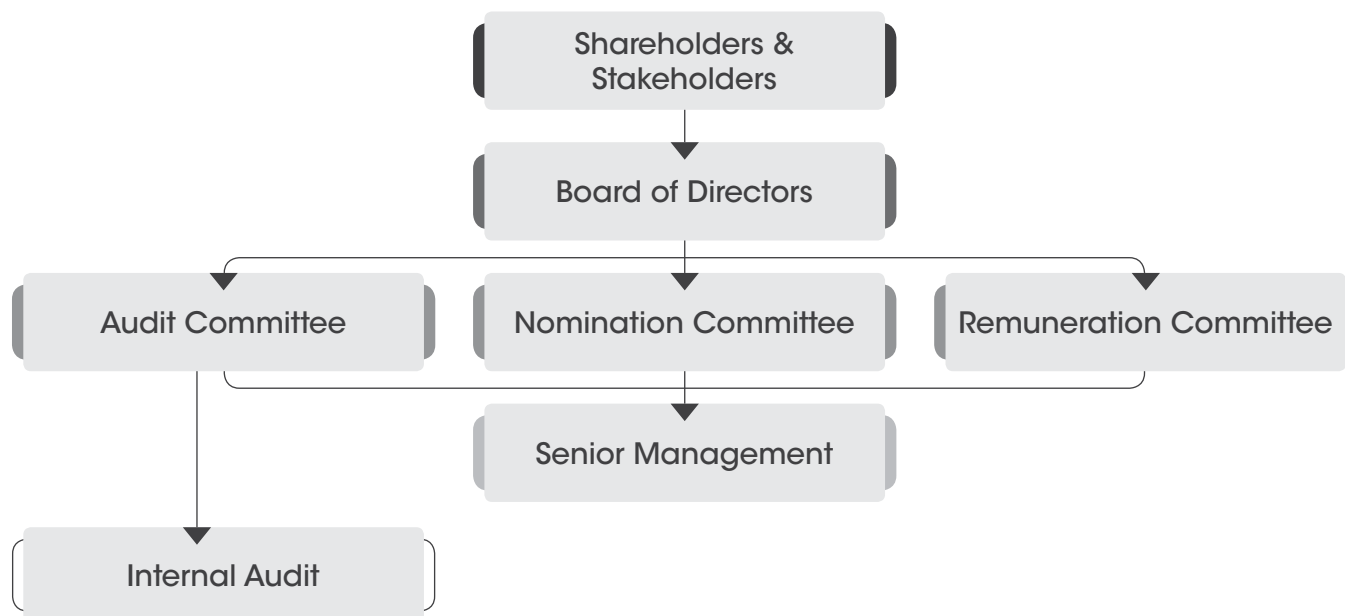 Shareholders &
Stakeholders
Board of Directors
Audit Committee
Nomination Committee
Remuneration Committee
Senior Management
Internal Audit